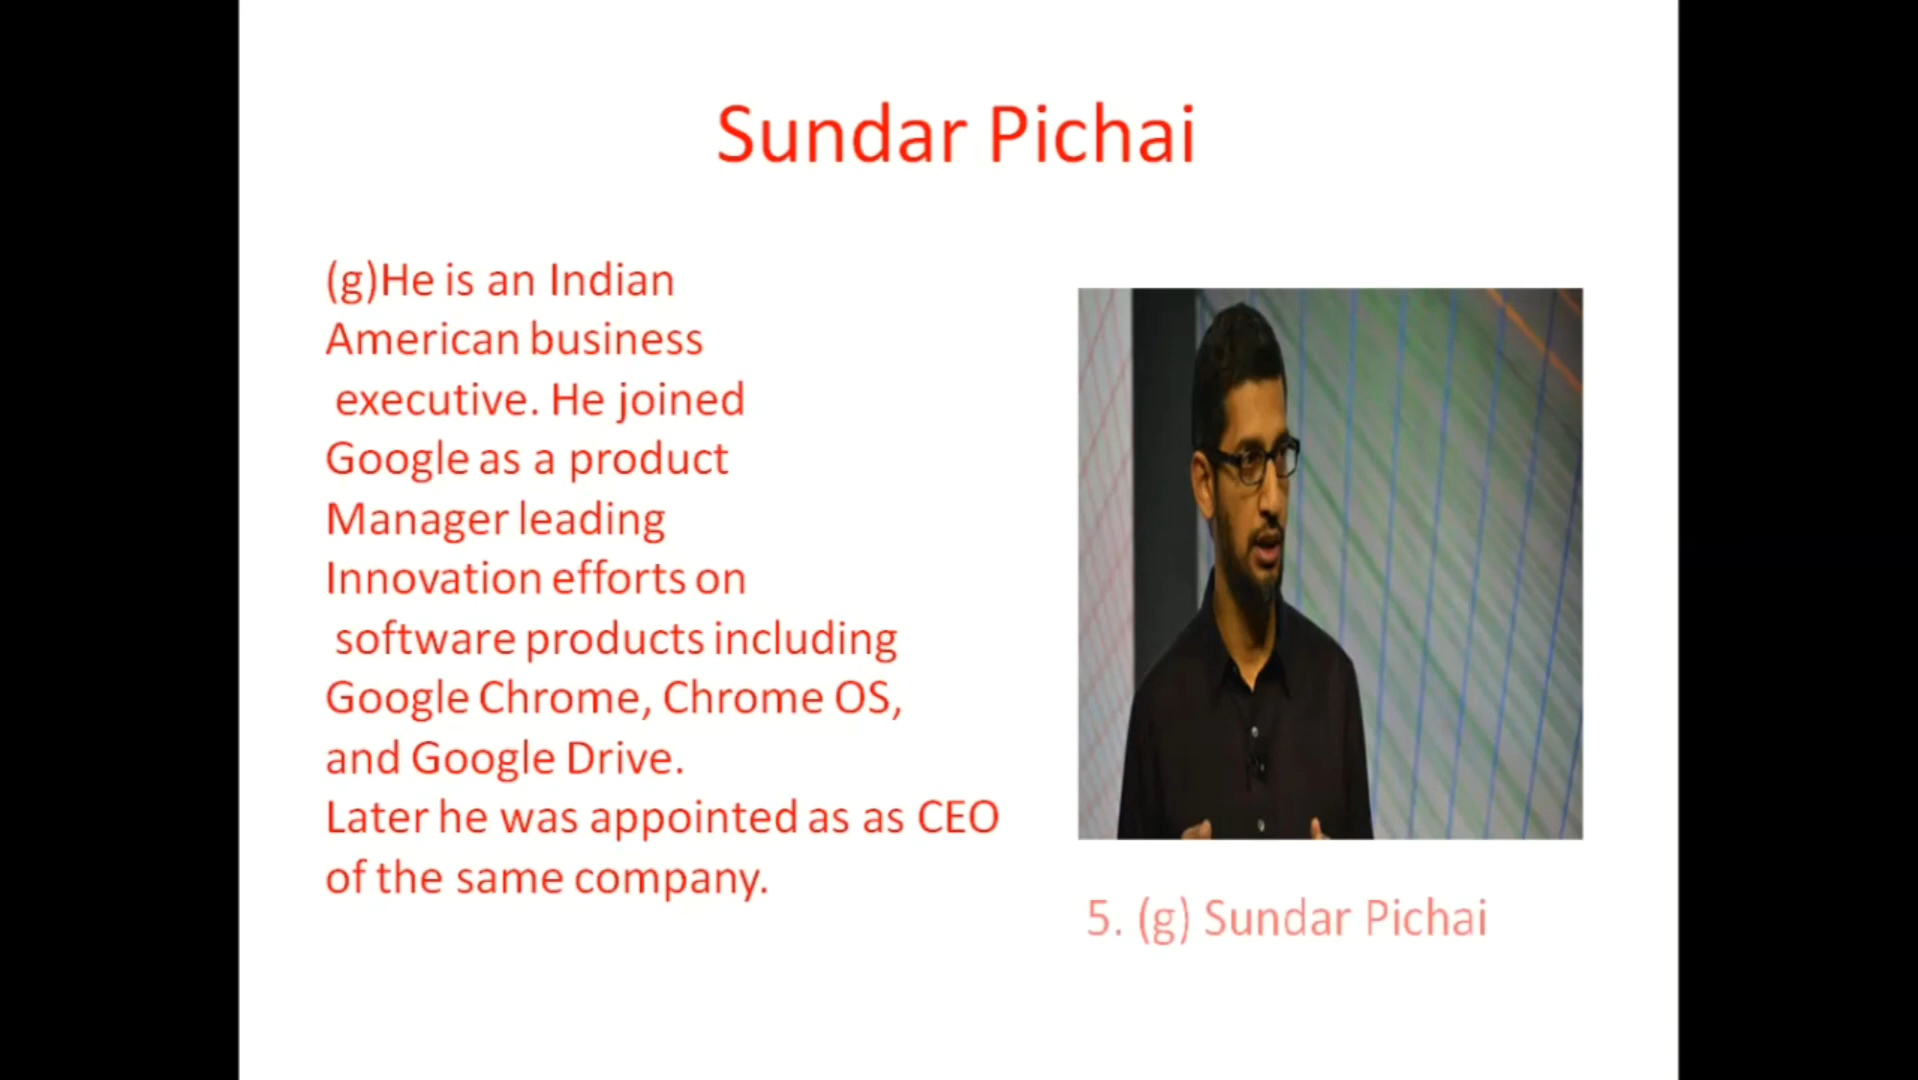 Sundar Pichai
(g)He is an Indian
American business
executive. He joined
Google as a product
Manager leading
Innovation efforts on
software products including
Google Chrome, Chrome OS,
and Google Drive.
Later he was appointed as as CEO
of the same company.
5. (g) Sundar Pichai